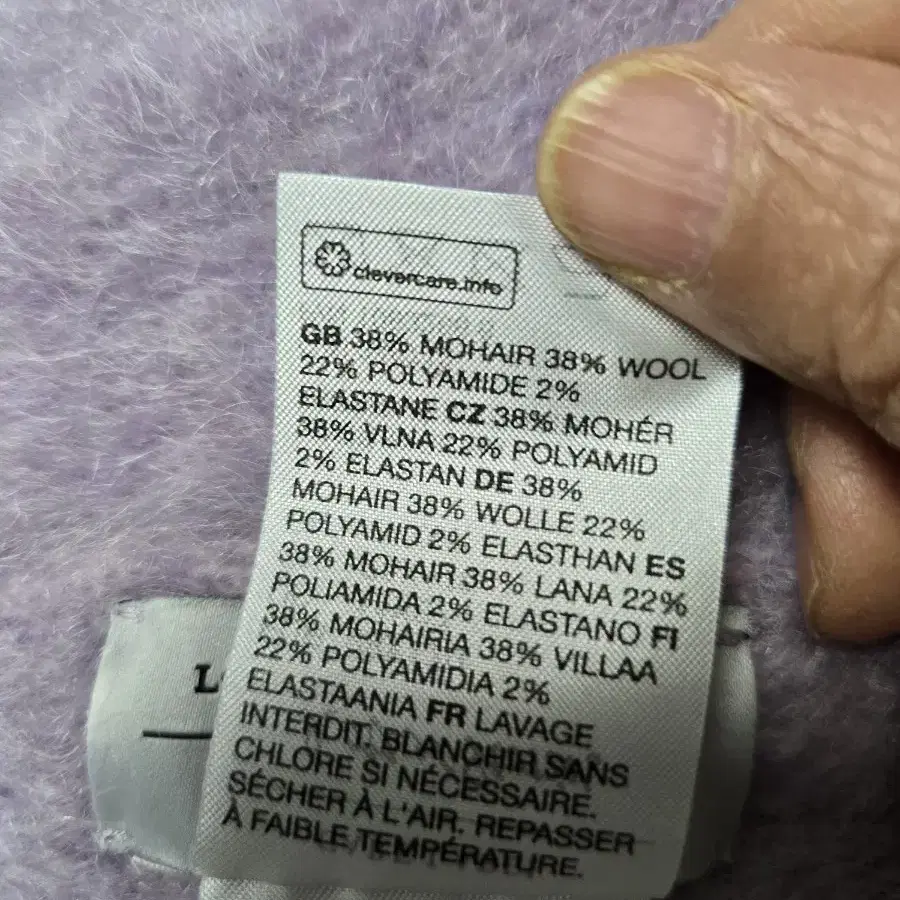 clevercare.info
GB 38% MOHAIR 38% WOOL
22% POLYAMIDE 2%
ELASTANE CZ 38% MOHÉR
38% VLNA 22% POLYAMID
2% ELASTAN DE 38%
MOHAIR 38% WOLLE 22%
POLYAMID 2% ELASTHAN ES
38% MOHAIR 38% LANA 22%
POLIAMIDA 2% ELASTANO FI
38% MOHAIRIA 38% VILLAA
22% POLYAMIDIA 2%
ELASTAANIA FR LAVAGE
INTERDIT. BLANCHIR SANS
CHLORE SI NÉCESSAIRE.
SÉCHER À L'AIR. REPASSER
À FAIBLE TEMPÉRATURE.